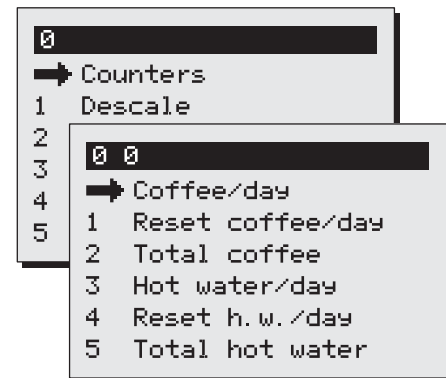 0
Counters
1 Descale
2
3
4
5
0 0
Coffee/day
1 Reset coffee/day
2 Total coffee
3 Hot water/day
4 Reset h.w./day
5 Total hot water